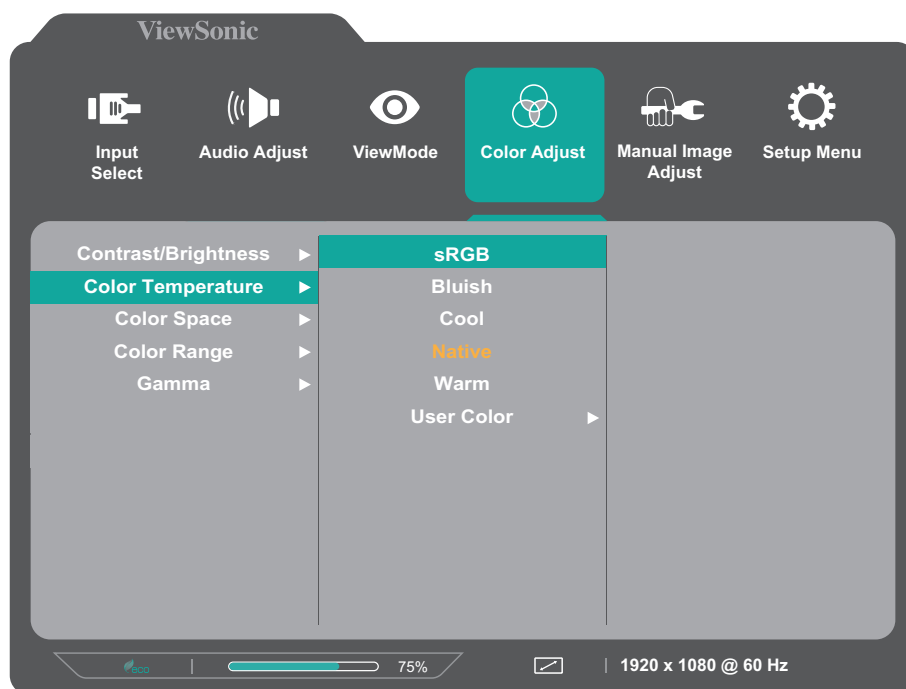 ViewSonic
Input
Select
Audio Adjust
ViewMode
Color Adjust
Manual Image
Adjust
Setup Menu
Contrast/Brightness
Color Temperature
Color Space
Color Range
Gamma
sRGB
Bluish
Cool
Native
Warm
User Color
eco
75%
1920 x 1080 @ 60 Hz